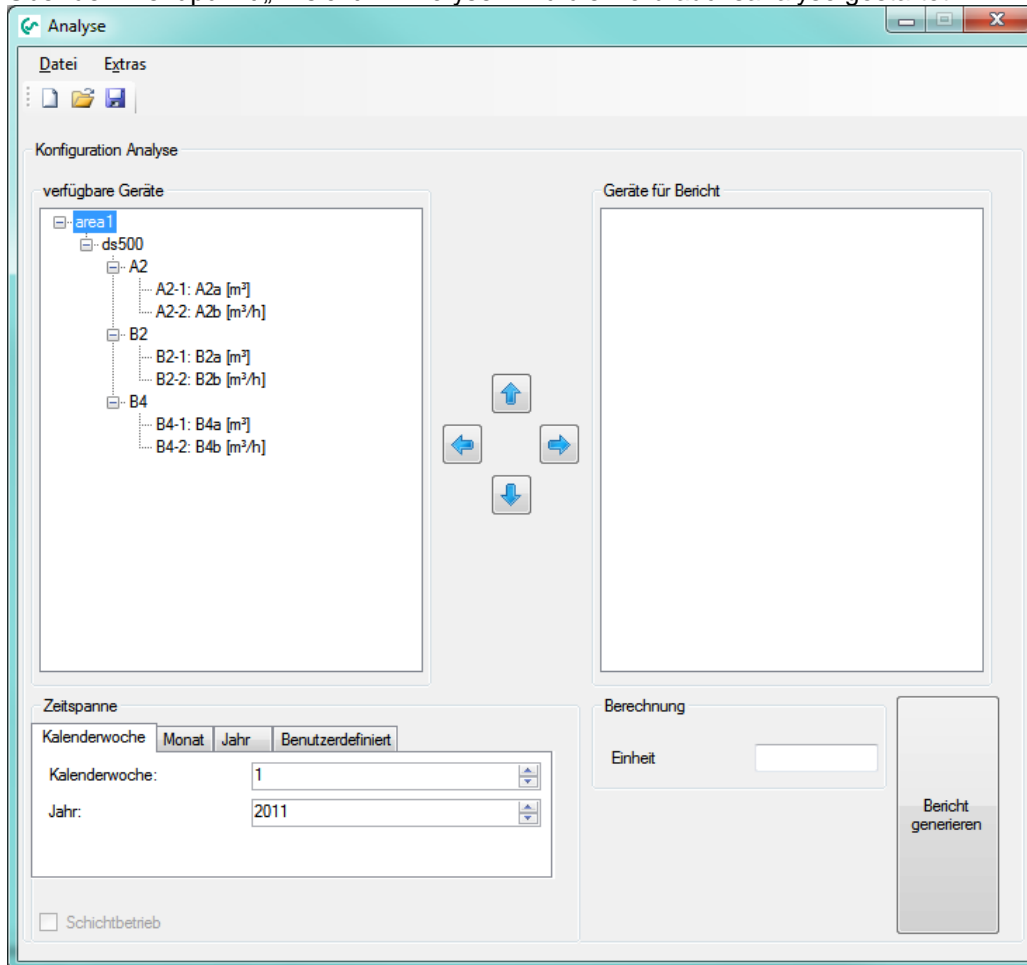 Analyse
Datei Extras
Konfiguration Analyse
verfügbare Geräte
area1
ds500
A2
A2-1: A2a [m³]
A2-2: A2b [m³/h]
B2
B2-1: B2a [m³]
B2-2: B2b [m³/h]
B4
B4-1: B4a [m³]
B4-2: B4b [m³/h]
Geräte für Bericht
Zeitspanne
Kalenderwoche Monat Jahr Benutzerdefiniert
Kalenderwoche: 1
Jahr: 2011
Schichtbetrieb
Berechnung
Einheit
Bericht
generieren